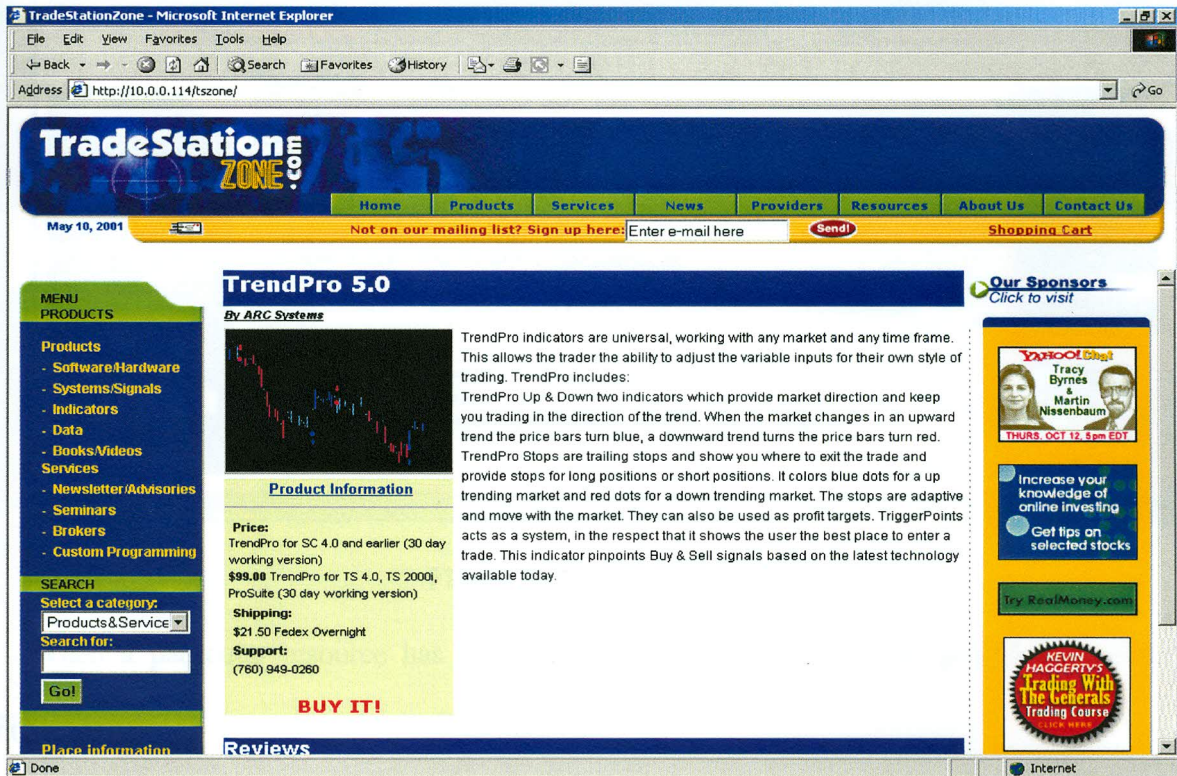 TradeStationZone - Microsoft Internet Explorer
File Edit View Favorites Tools Help
Back Search Favorites History
Address http://10.0.0.114/tszone/ Go
TradeStation
ZONE
.com
Home Products Services News Providers Resources About Us Contact Us
May 10, 2001 Not on our mailing list? Sign up here: Enter e-mail here Send! Shopping Cart
MENU
PRODUCTS
Products
- Software/Hardware
- Systems/Signals
- Indicators
- Data
- Books/Videos
Services
- Newsletter/Advisories
- Seminars
- Brokers
- Custom Programming
SEARCH
Select a category:
Products&Service
Search for:
Go!
Place information
TrendPro 5.0
By ARC Systems
Product Information
Price:
TrendPro for SC 4.0 and earlier (30 day
working version)
$99.00 TrendPro for TS 4.0, TS 2000i,
ProSuite (30 day working version)
Shipping:
$21.50 Fedex Overnight
Support:
(760) 949-0260
BUY IT!
TrendPro indicators are universal, working with any market and any time frame.
This allows the trader the ability to adjust the variable inputs for their own style of
trading. TrendPro includes:
TrendPro Up & Down two indicators which provide market direction and keep
you trading in the direction of the trend. When the market changes in an upward
trend the price bars turn blue, a downward trend turns the price bars turn red.
TrendPro Stops are trailing stops and show you where to exit the trade and
provide stops for long positions or short positions. It colors blue dots for a up
trending market and red dots for a down trending market. The stops are adaptive
and move with the market. They can also be used as profit targets. TriggerPoints
acts as a system, in the respect that it shows the user the best place to enter a
trade. This indicator pinpoints Buy & Sell signals based on the latest technology
available today.
Reviews
Our Sponsors
Click to visit
YAHOO! Chat
Tracy
Byrnes
&
Martin
Nissenbaum
THURS. OCT 12, 5pm EDT
Increase your
knowledge of
online investing
Get tips on
selected stocks
Try RealMoney.com
KEVIN
HAGGERTY'S
Trading With
The Generals
Trading Course
CLICK HERE
Done Internet